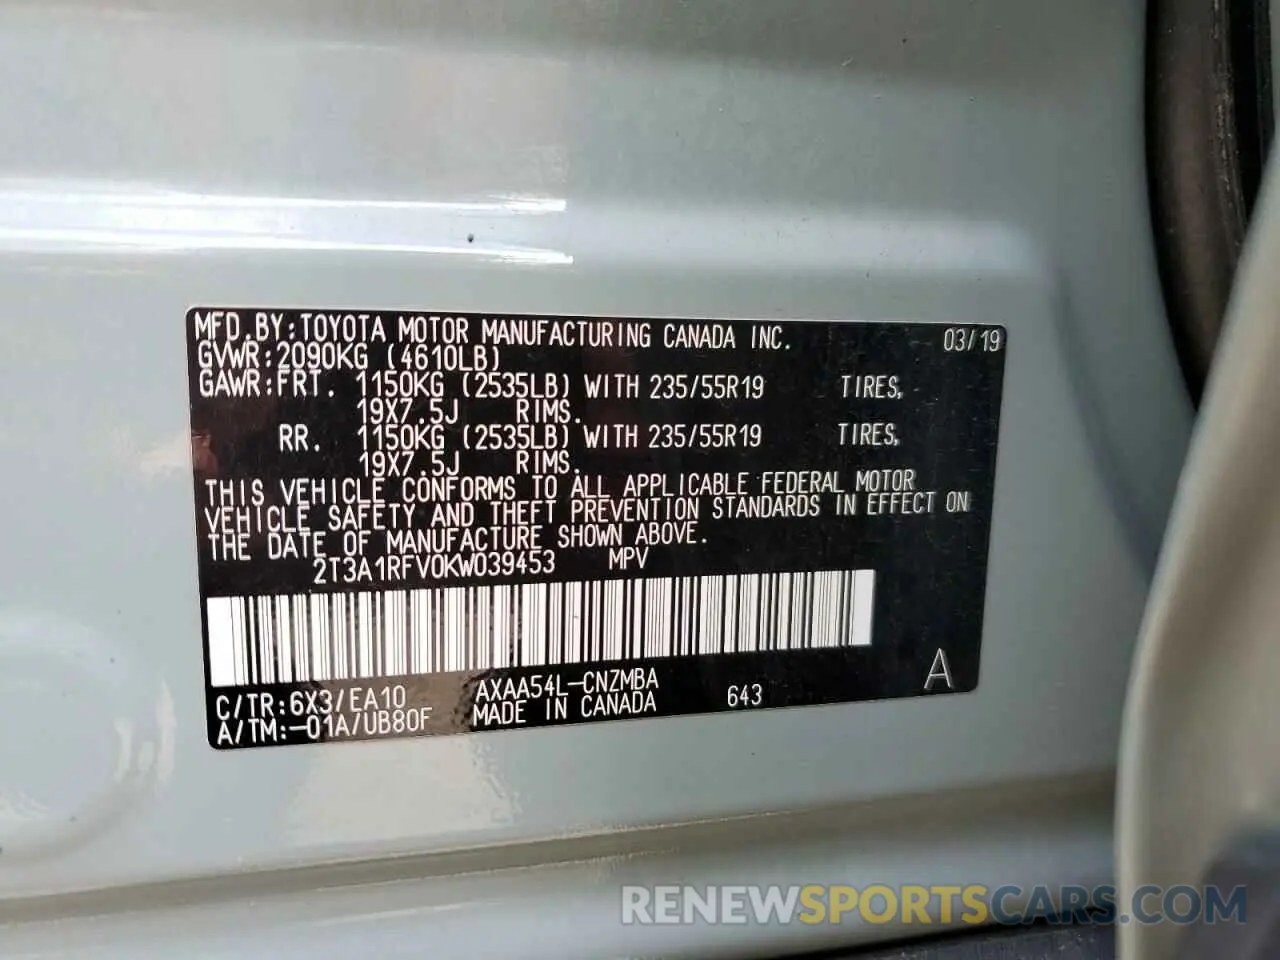 MFD.BY:TOYOTA MOTOR MANUFACTURING CANADA INC. 03/19
GVWR:2090KG (4610LB)
GAWR:FRT. 1150KG (2535LB) WITH 235/55R19 TIRES,
19X7.5J RIMS.
RR. 1150KG (2535LB) WITH 235/55R19 TIRES,
19X7.5J RIMS.
THIS VEHICLE CONFORMS TO ALL APPLICABLE FEDERAL MOTOR
VEHICLE SAFETY AND THEFT PREVENTION STANDARDS IN EFFECT ON
THE DATE OF MANUFACTURE SHOWN ABOVE.
2T3A1RFV0KW039453 MPV
C/TR:6X3/EA10 AXAA54L-CNZMBA 643 A
A/TM:-01A/UB80F MADE IN CANADA
RENEWSPORTSCARS.COM